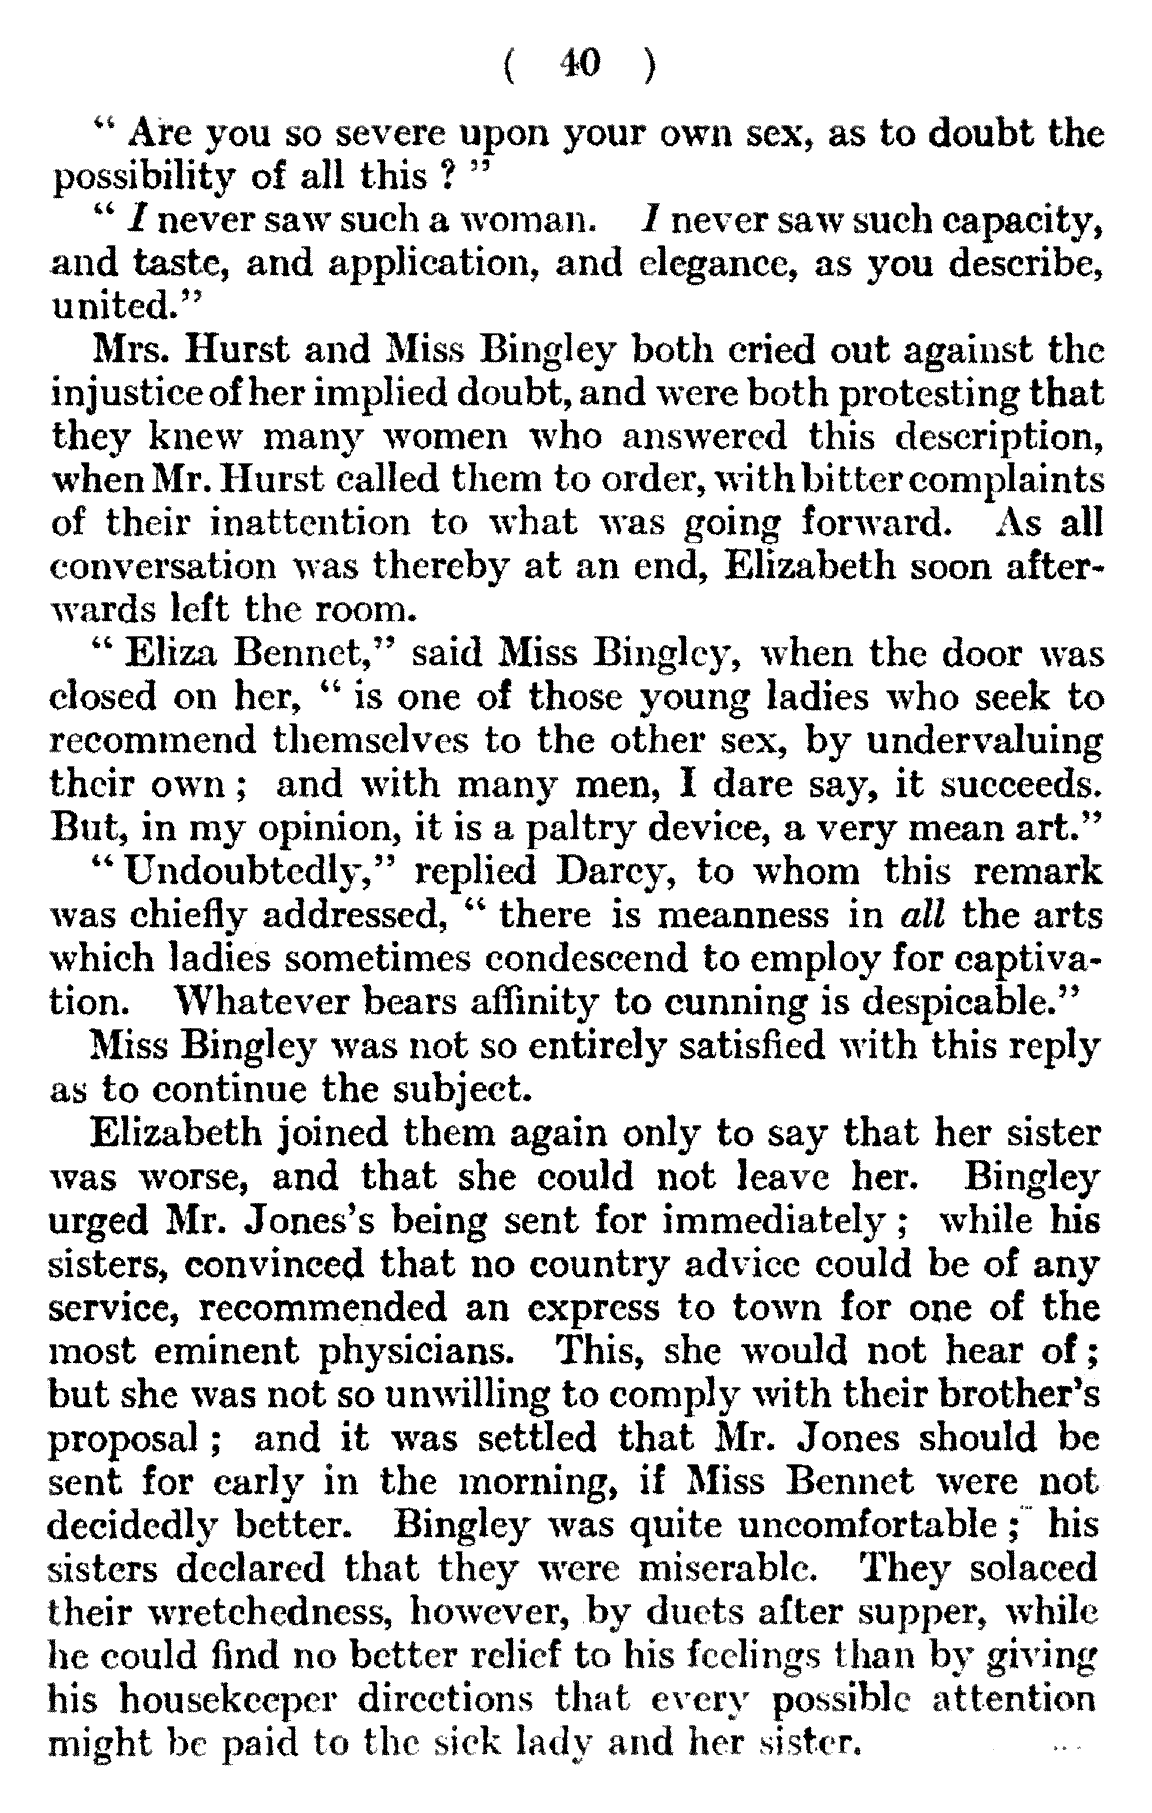 ( 40 )
“ Are you so severe upon your own sex, as to doubt the
possibility of all this ? ”
“ I never saw such a woman. I never saw such capacity,
and taste, and application, and elegance, as you describe,
united.”
Mrs. Hurst and Miss Bingley both cried out against the
injustice of her implied doubt, and were both protesting that
they knew many women who answered this description,
when Mr. Hurst called them to order, with bitter complaints
of their inattention to what was going forward. As all
conversation was thereby at an end, Elizabeth soon after-
wards left the room.
“ Eliza Bennet,” said Miss Bingley, when the door was
closed on her, “ is one of those young ladies who seek to
recommend themselves to the other sex, by undervaluing
their own ; and with many men, I dare say, it succeeds.
But, in my opinion, it is a paltry device, a very mean art.”
“ Undoubtedly,” replied Darcy, to whom this remark
was chiefly addressed, “ there is meanness in all the arts
which ladies sometimes condescend to employ for captiva-
tion. Whatever bears affinity to cunning is despicable.”
Miss Bingley was not so entirely satisfied with this reply
as to continue the subject.
Elizabeth joined them again only to say that her sister
was worse, and that she could not leave her. Bingley
urged Mr. Jones’s being sent for immediately ; while his
sisters, convinced that no country advice could be of any
service, recommended an express to town for one of the
most eminent physicians. This, she would not hear of ;
but she was not so unwilling to comply with their brother’s
proposal ; and it was settled that Mr. Jones should be
sent for early in the morning, if Miss Bennet were not
decidedly better. Bingley was quite uncomfortable ; his
sisters declared that they were miserable. They solaced
their wretchedness, however, by duets after supper, while
he could find no better relief to his feelings than by giving
his housekeeper directions that every possible attention
might be paid to the sick lady and her sister.